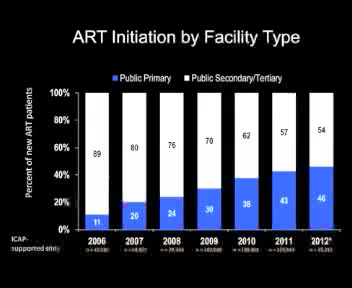 ART Initiation by Facility Type
Public Primary Public Secondary/Tertiary
Percent of new ART patients
100%
80%
60%
40%
20%
0%
89 80 76 70 62 57 54
11 20 24 30 38 43 46
2006 2007 2008 2009 2010 2011 2012*
ICAP-
supported